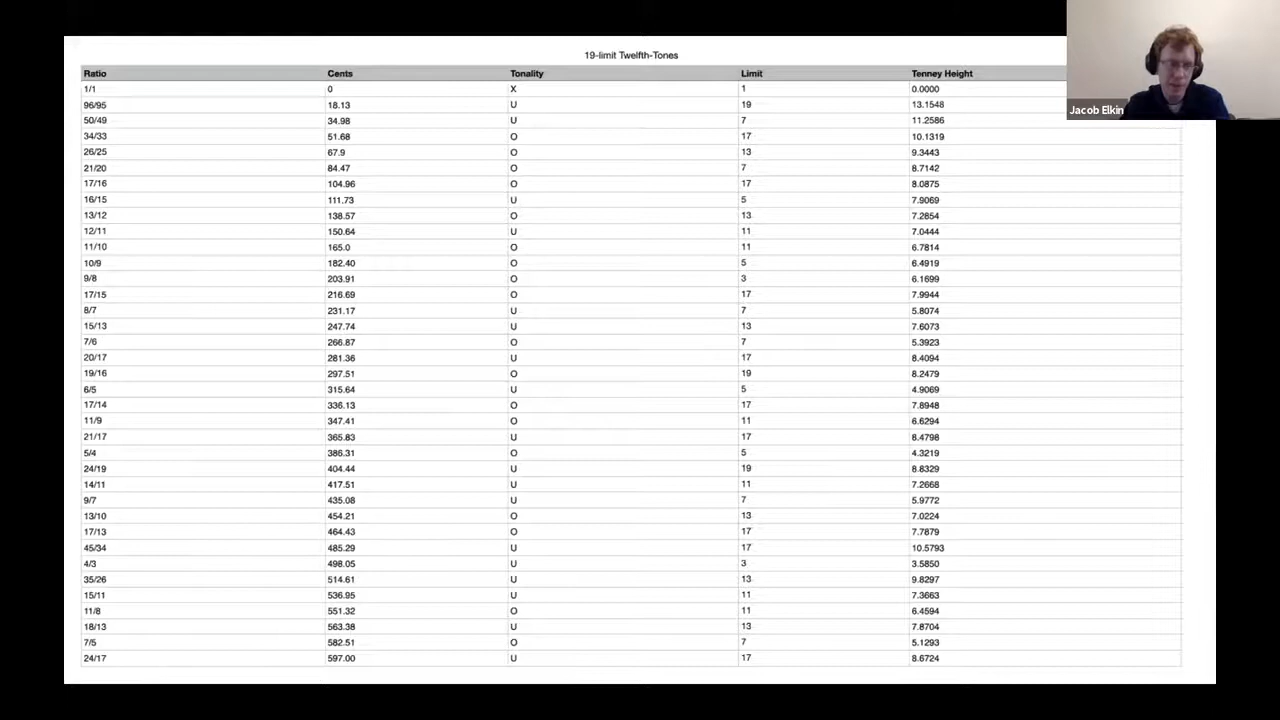 19-limit Twelfth-Tones
Ratio Cents Tonality Limit Tenney Height
1/1 0 X 1 0.0000
96/95 18.13 U 19 13.1548
50/49 34.98 U 7 11.2586
34/33 51.68 O 17 10.1319
26/25 67.9 O 13 9.3443
21/20 84.47 O 7 8.7142
17/16 104.96 O 17 8.0875
16/15 111.73 U 5 7.9069
13/12 138.57 O 13 7.2854
12/11 150.64 U 11 7.0444
11/10 165.0 O 11 6.7814
10/9 182.40 O 5 6.4919
9/8 203.91 O 3 6.1699
17/15 216.69 O 17 7.9944
8/7 231.17 U 7 5.8074
15/13 247.74 U 13 7.6073
7/6 266.87 O 7 5.3923
20/17 281.36 U 17 8.4094
19/16 297.51 O 19 8.2479
6/5 315.64 U 5 4.9069
17/14 336.13 O 17 7.8948
11/9 347.41 O 11 6.6294
21/17 365.83 U 17 8.4798
5/4 386.31 O 5 4.3219
24/19 404.44 U 19 8.8329
14/11 417.51 U 11 7.2668
9/7 435.08 U 7 5.9772
13/10 454.21 O 13 7.0224
17/13 464.43 O 17 7.7879
45/34 485.29 U 17 10.5793
4/3 498.05 U 3 3.5850
35/26 514.61 U 13 9.8297
15/11 536.95 U 11 7.3663
11/8 551.32 O 11 6.4594
18/13 563.38 U 13 7.8704
7/5 582.51 O 7 5.1293
24/17 597.00 U 17 8.6724
Jacob Elkin